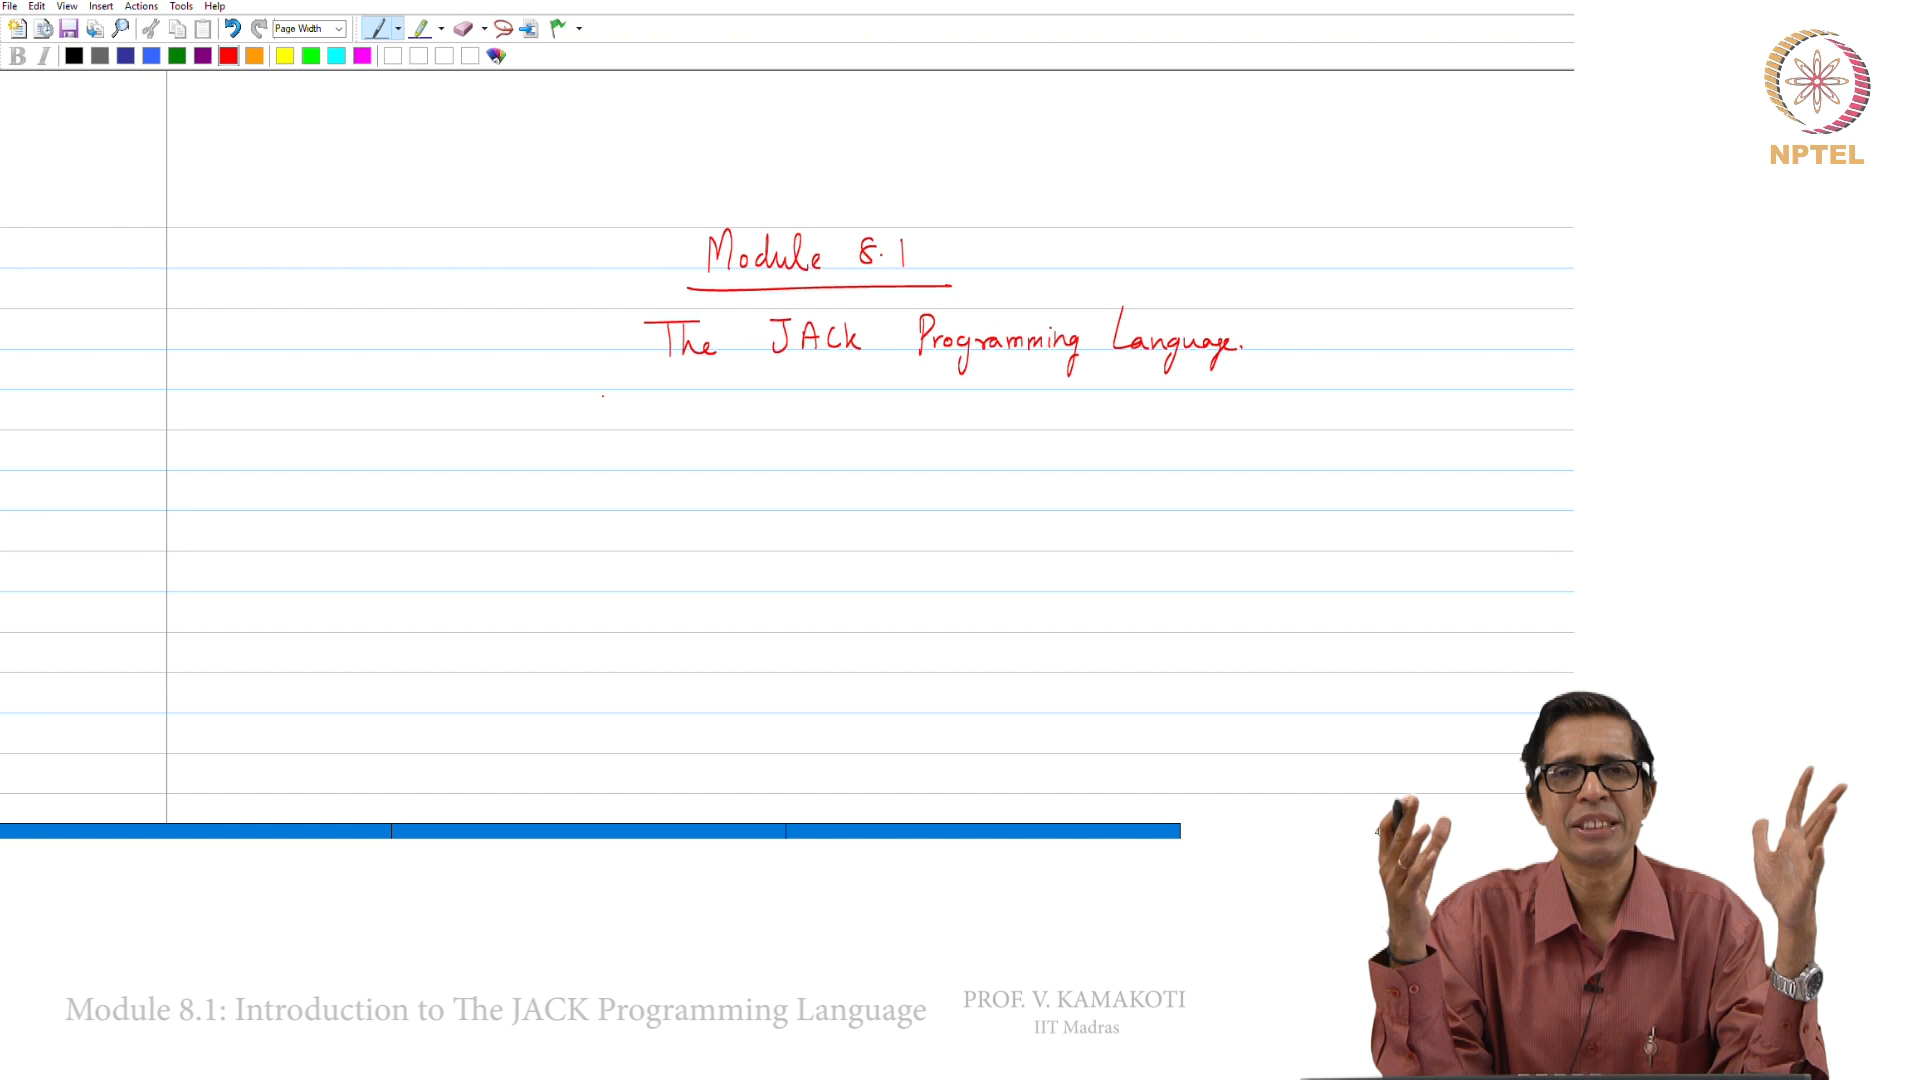 File Edit View Insert Actions Tools Help
Page Width
B I
NPTEL
Module 8.1
The JACK Programming Language.
4
Module 8.1: Introduction to The JACK Programming Language
PROF. V. KAMAKOTI
IIT Madras